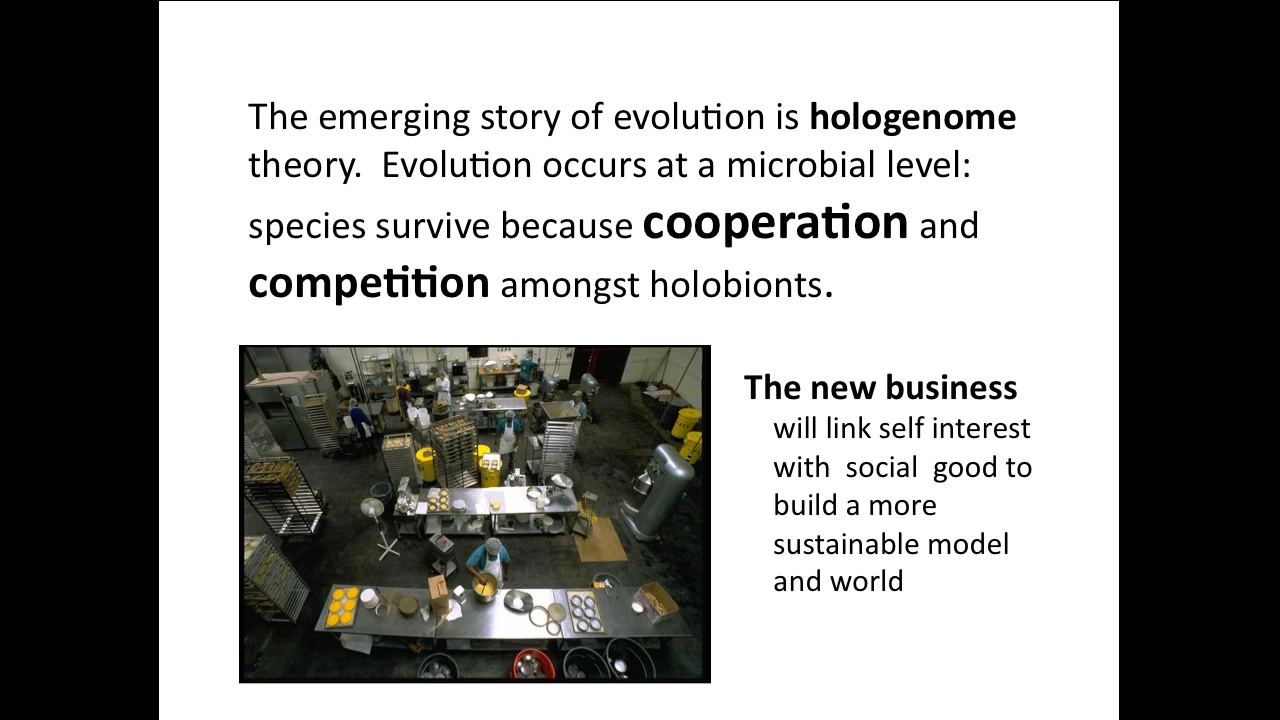 The emerging story of evolution is hologenome
theory.  Evolution occurs at a microbial level:
species survive because cooperation and
competition amongst holobionts.
The new business
will link self interest
with  social  good to
build a more
sustainable model
and world